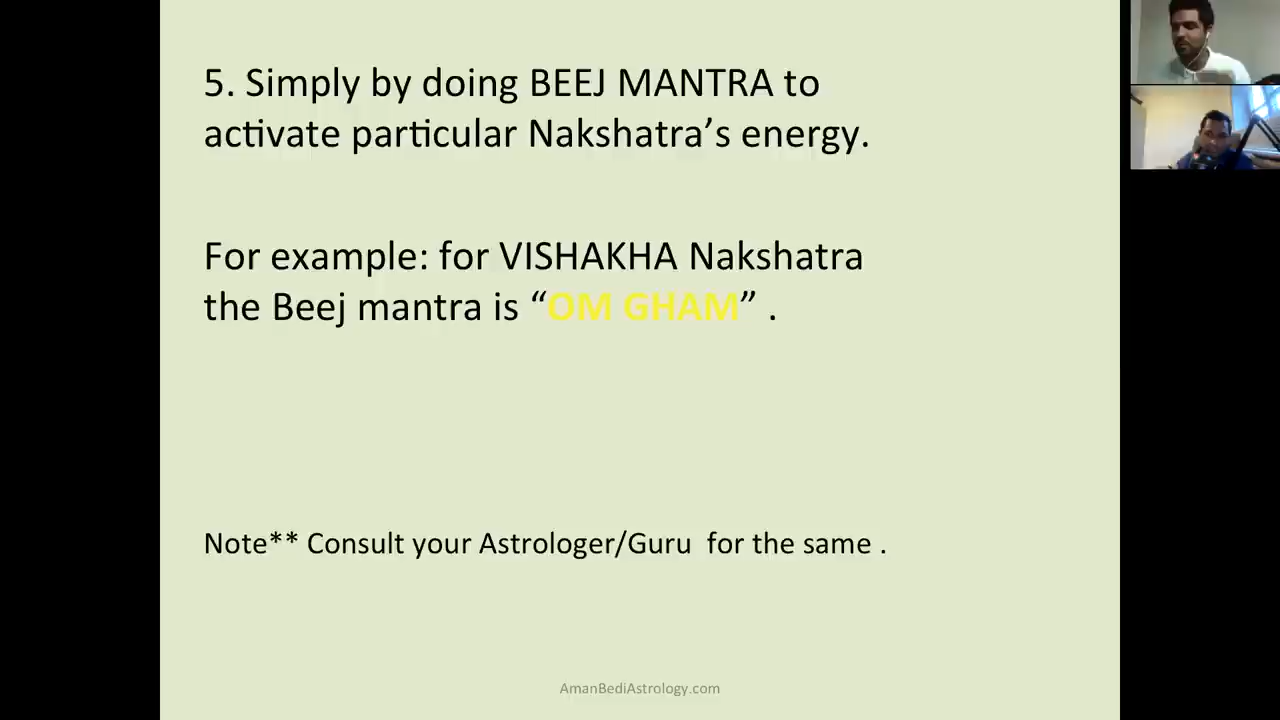 5. Simply by doing BEEJ MANTRA to
activate particular Nakshatra’s energy.
For example: for VISHAKHA Nakshatra
the Beej mantra is “OM GHAM” .
Note** Consult your Astrologer/Guru  for the same .
AmanBediAstrology.com